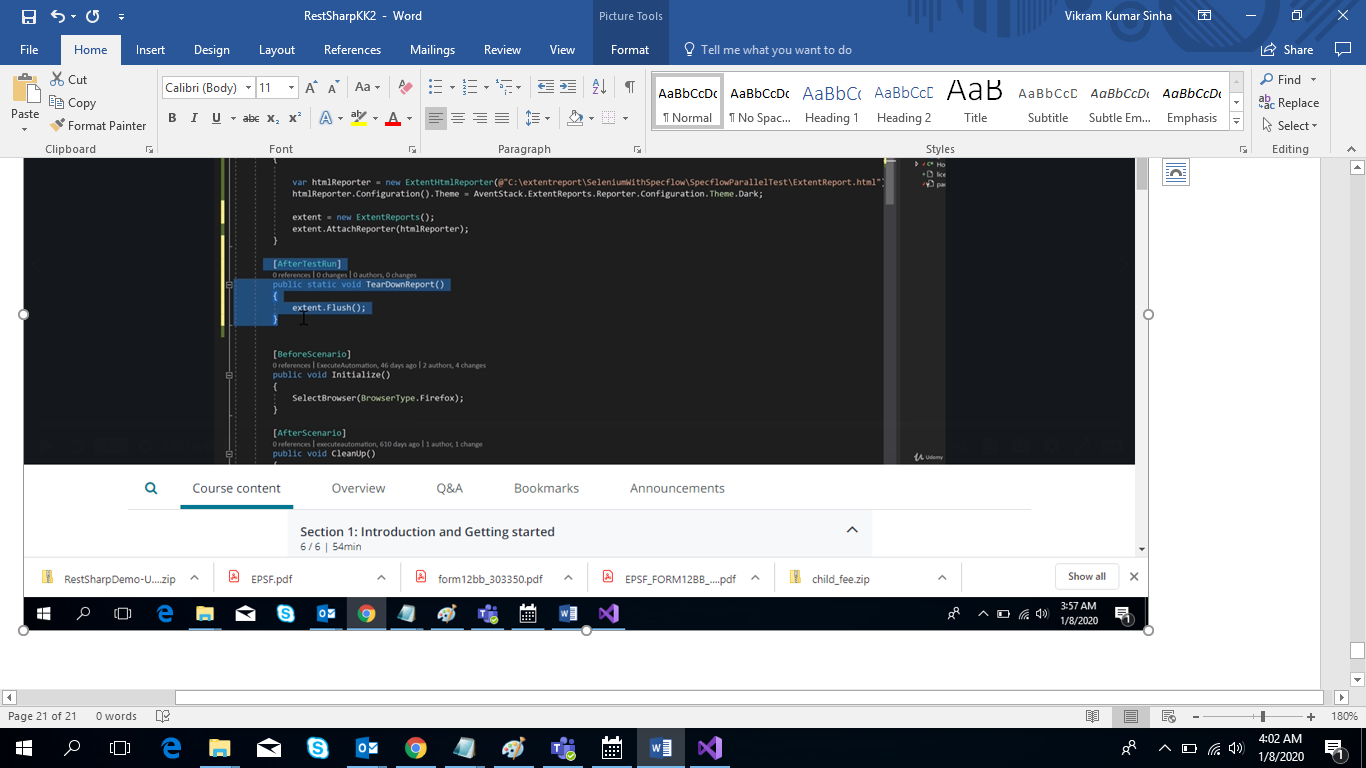 RestSharpKK2 - Word
Picture Tools
Vikram Kumar Sinha
File Home Insert Design Layout References Mailings Review View Format Tell me what you want to do Share
Paste
Cut
Copy
Format Painter
Clipboard
Calibri (Body) 11
Font
Paragraph
AaBbCcDc AaBbCcDc AaBbCc AaBbCcD AaB AaBbCcD AaBbCcDc AaBbCcDc
¶ Normal ¶ No Spac... Heading 1 Heading 2 Title Subtitle Subtle Em... Emphasis
Styles
Find
Replace
Select
Editing
{
var htmlReporter = new ExtentHtmlReporter(@"C:\extentreport\SeleniumWithSpecflow\SpecflowParallelTest\ExtentReport.html")
htmlReporter.Configuration().Theme = AventStack.ExtentReports.Reporter.Configuration.Theme.Dark;
extent = new ExtentReports();
extent.AttachReporter(htmlReporter);
}
[AfterTestRun]
0 references | 0 changes | 0 authors, 0 changes
public static void TearDownReport()
{
extent.Flush();
}
[BeforeScenario]
0 references | ExecuteAutomation, 46 days ago | 2 authors, 4 changes
public void Initialize()
{
SelectBrowser(BrowserType.Firefox);
}
[AfterScenario]
0 references | executeautomation, 610 days ago | 1 author, 1 change
public void CleanUp()
Ho
lice
pac
Udemy
Course content Overview Q&A Bookmarks Announcements
Section 1: Introduction and Getting started
6 / 6 | 54min
RestSharpDemo-U....zip EPSF.pdf form12bb_303350.pdf EPSF_FORM12BB_....pdf child_fee.zip Show all
3:57 AM
1/8/2020
1
Page 21 of 21 0 words 180%
4:02 AM
1/8/2020
1